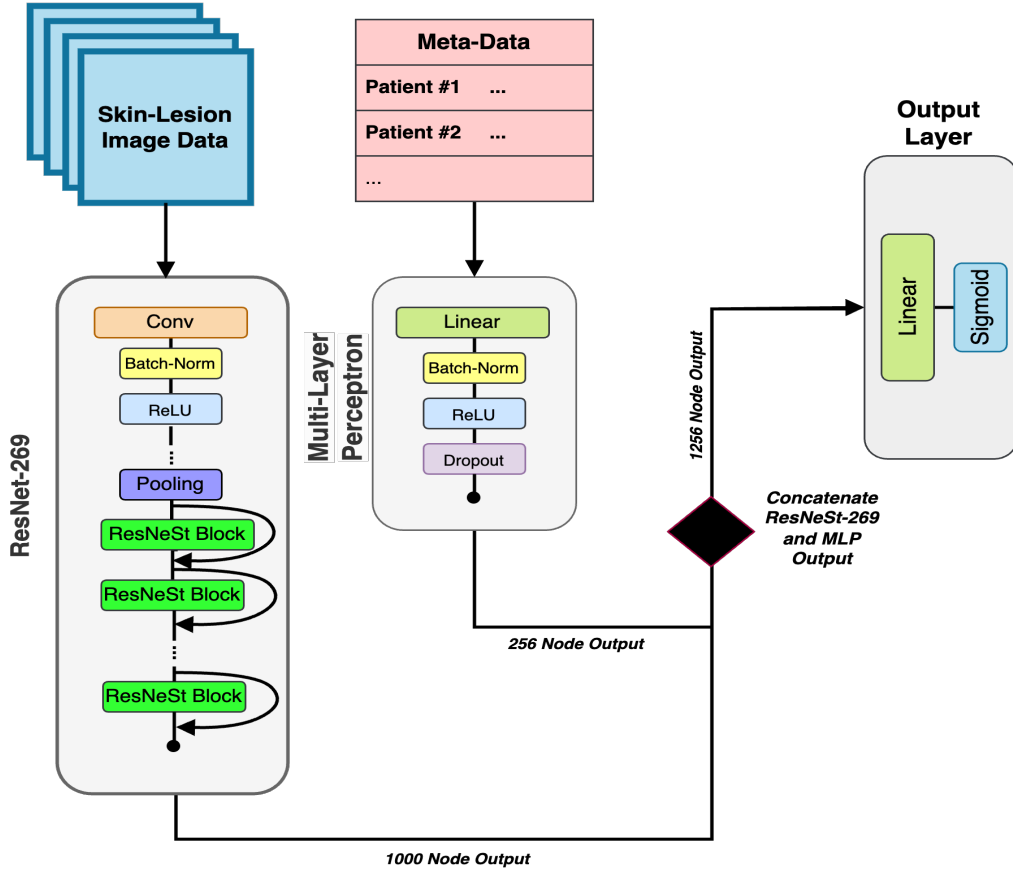 Skin-Lesion
Image Data
Meta-Data
Patient #1 ...
Patient #2 ...
...
Output
Layer
ResNet-269
Conv
Batch-Norm
ReLU
Pooling
ResNeSt Block
ResNeSt Block
ResNeSt Block
Multi-Layer
Perceptron
Linear
Batch-Norm
ReLU
Dropout
Linear
Sigmoid
1256 Node Output
Concatenate
ResNeSt-269
and MLP
Output
256 Node Output
1000 Node Output